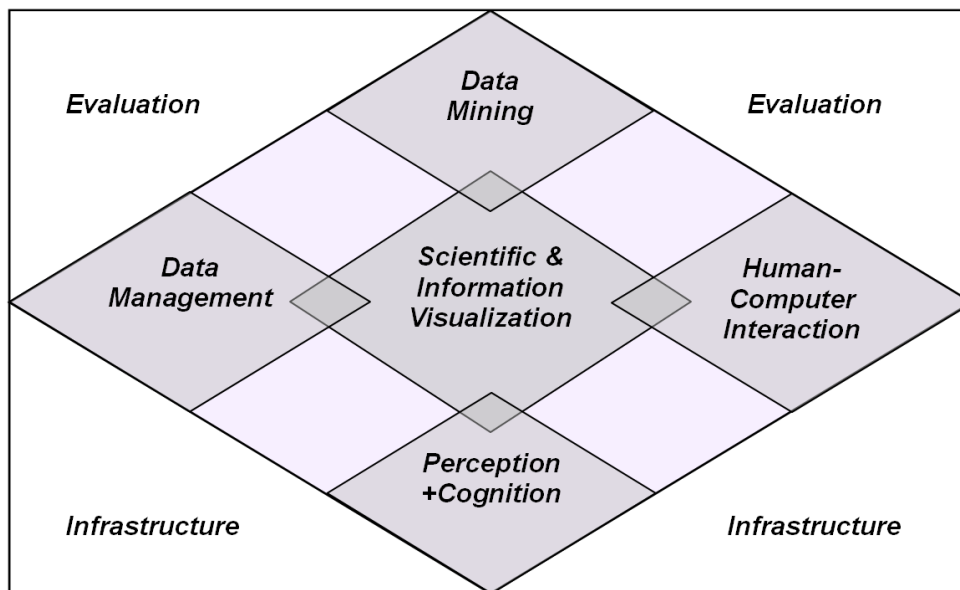 Evaluation
Data
Mining
Evaluation
Data
Management
Scientific &
Information
Visualization
Human-
Computer
Interaction
Perception
+Cognition
Infrastructure
Infrastructure